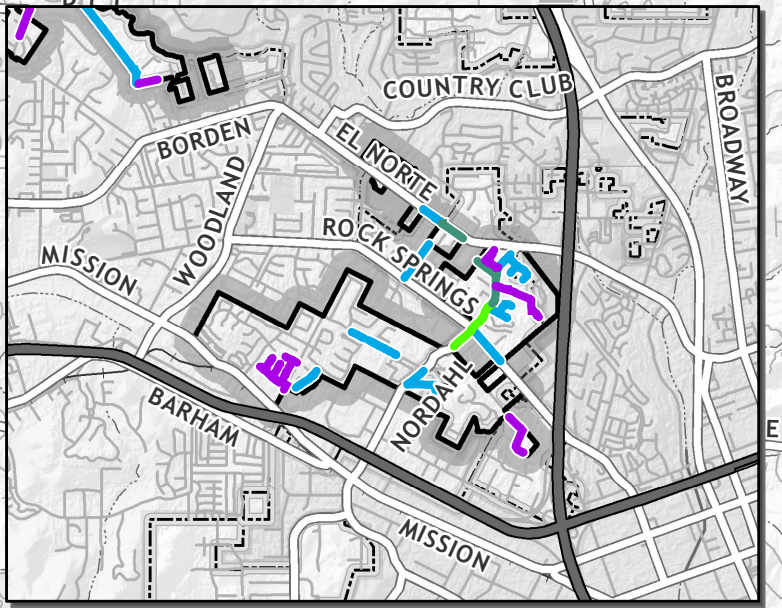 COUNTRY CLUB
BROADWAY
BORDEN
EL NORTE
WOODLAND
ROCK SPRINGS
MISSION
NORDAHL
BARHAM
MISSION
E